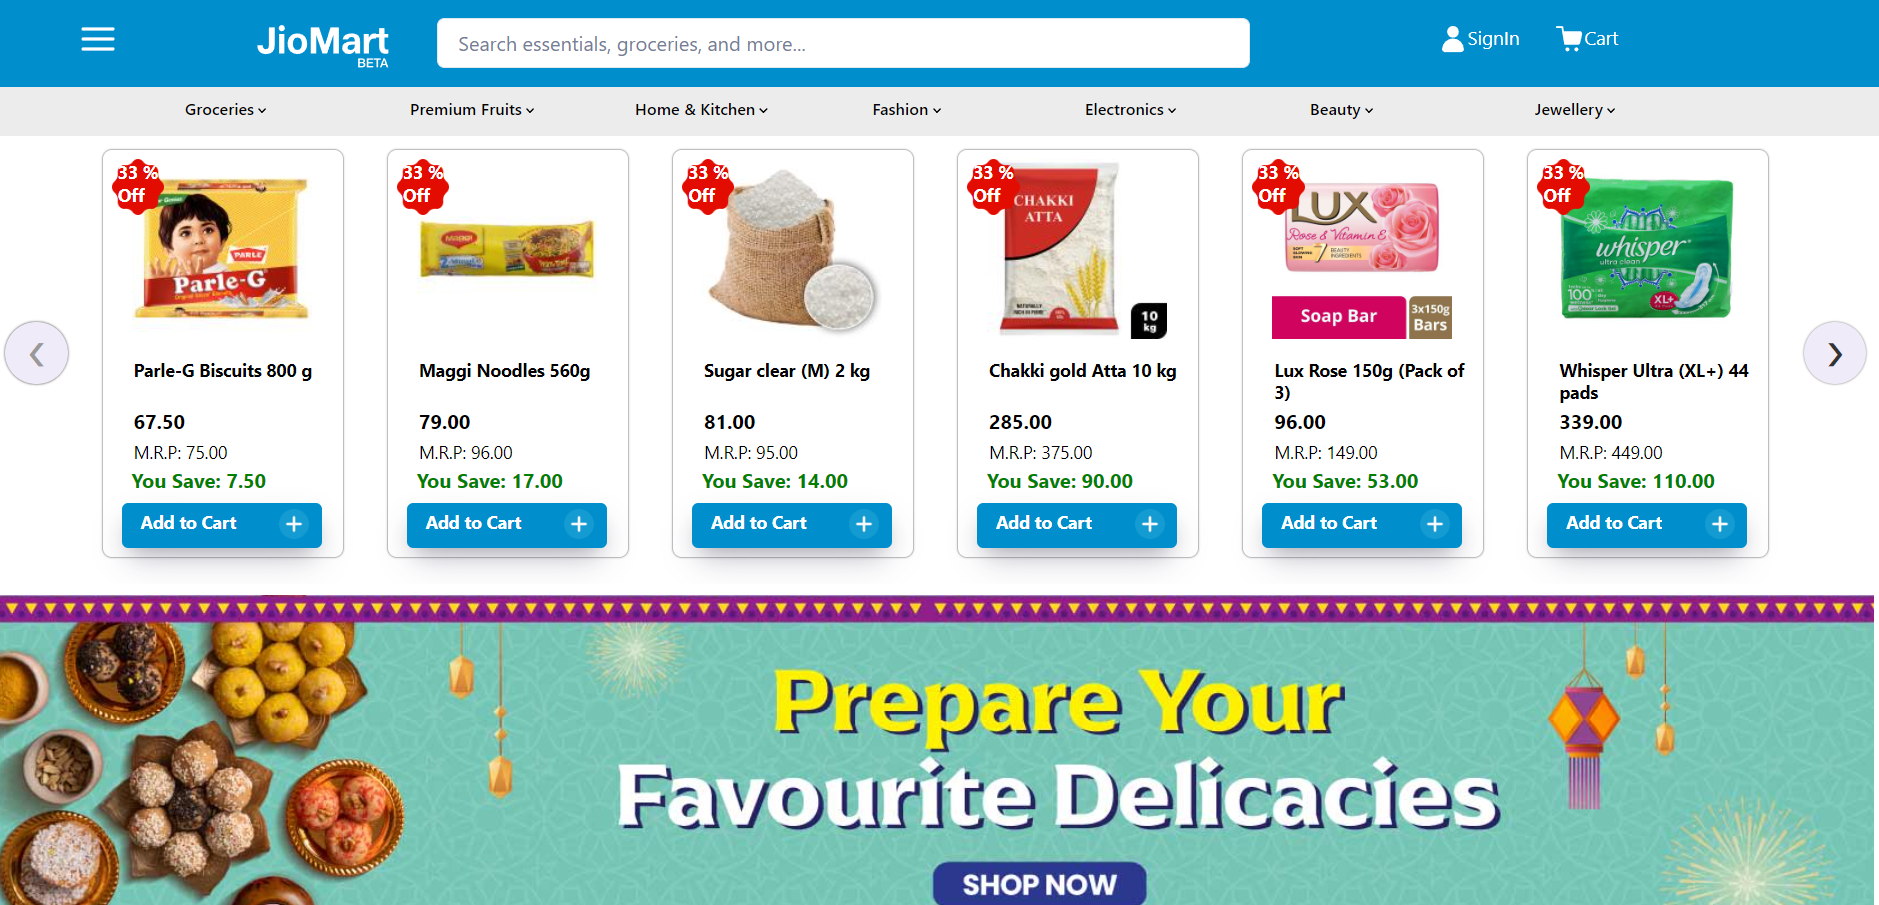 JioMart
BETA
Search essentials, groceries, and more...
SignIn
Cart
Groceries
Premium Fruits
Home & Kitchen
Fashion
Electronics
Beauty
Jewellery
33 %
Off
PARLE
Parle-G
Parle-G Biscuits 800 g
67.50
M.R.P: 75.00
You Save: 7.50
Add to Cart
33 %
Off
MAGGI
Maggi Noodles 560g
79.00
M.R.P: 96.00
You Save: 17.00
Add to Cart
33 %
Off
Sugar clear (M) 2 kg
81.00
M.R.P: 95.00
You Save: 14.00
Add to Cart
33 %
Off
CHAKKI
ATTA
10
kg
Chakki gold Atta 10 kg
285.00
M.R.P: 375.00
You Save: 90.00
Add to Cart
33 %
Off
LUX
Rose & Vitamin E
7 BEAUTY
INGREDIENTS
Soap Bar
3x150g
Bars
Lux Rose 150g (Pack of
3)
96.00
M.R.P: 149.00
You Save: 53.00
Add to Cart
33 %
Off
whisper
ultra clean
100
XL+
Whisper Ultra (XL+) 44
pads
339.00
M.R.P: 449.00
You Save: 110.00
Add to Cart
Prepare Your
Favourite Delicacies
SHOP NOW